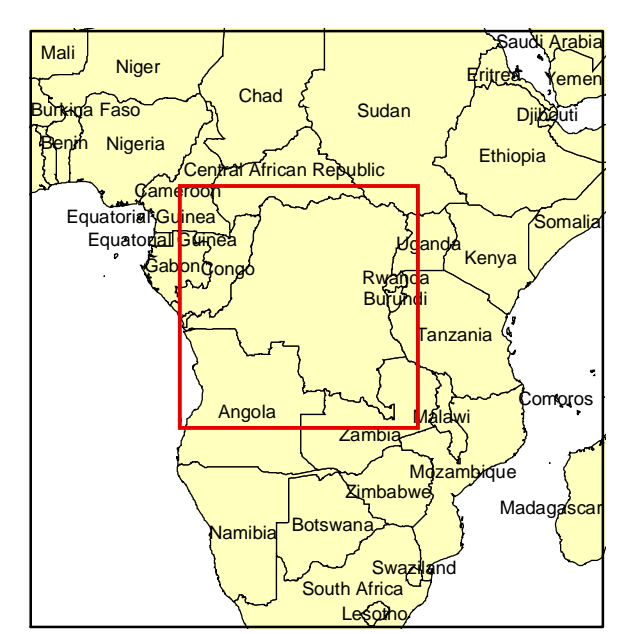 Saudi Arabia
Mali
Niger
Eritrea
Yemen
Chad
Burkina Faso
Sudan
Djibouti
Benin
Nigeria
Ethiopia
Central African Republic
Cameroon
Equatorial Guinea
Somalia
Equatorial Guinea
Uganda
Kenya
Gabon
Congo
Rwanda
Burundi
Tanzania
Comoros
Angola
Malawi
Zambia
Mozambique
Zimbabwe
Madagascar
Namibia
Botswana
Swaziland
South Africa
Lesotho